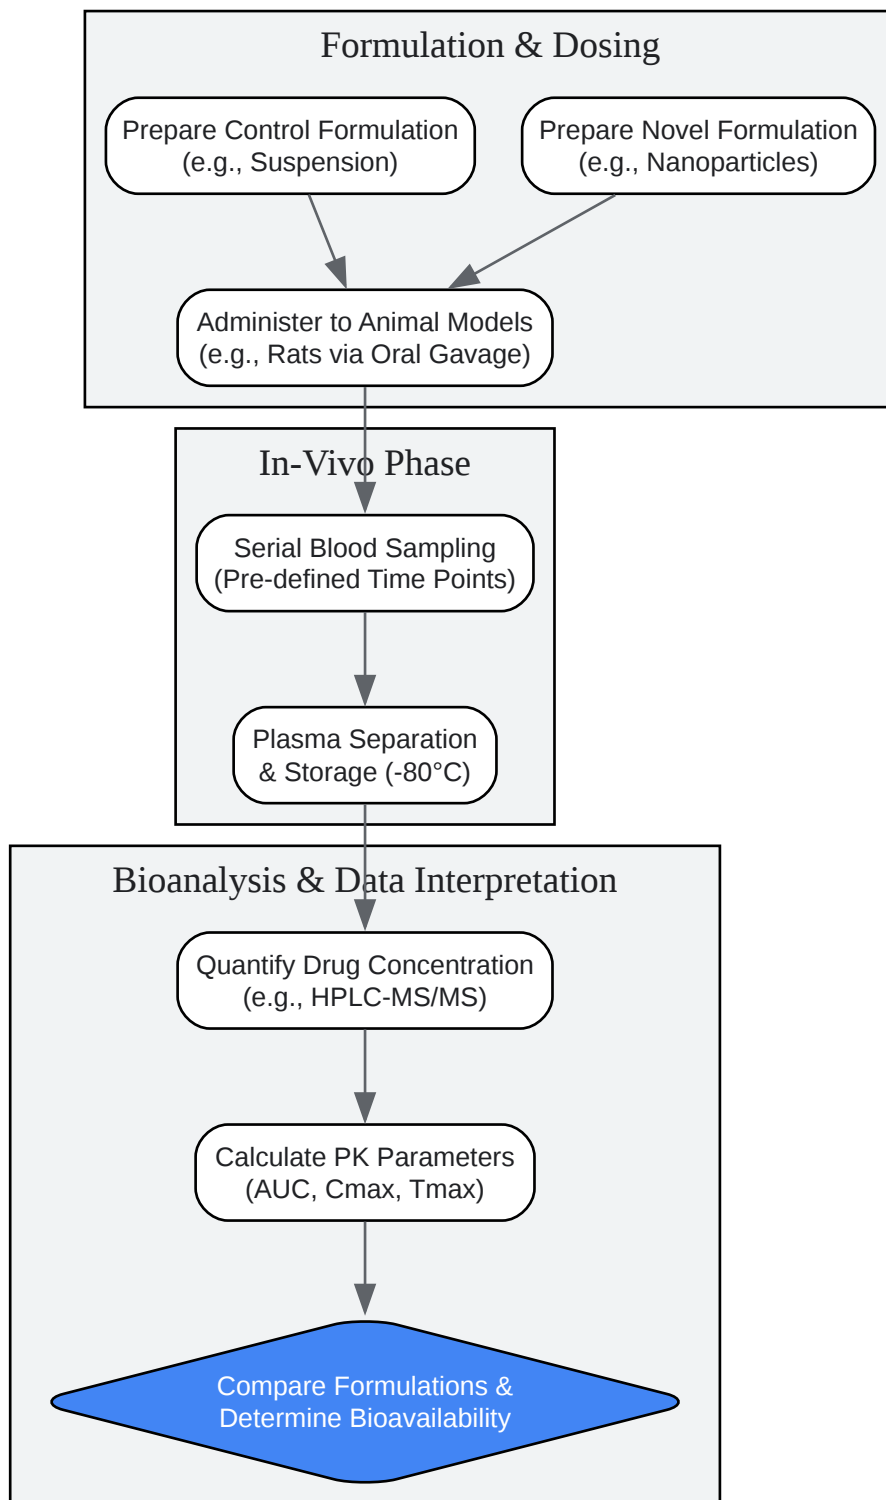 Formulation & Dosing
Prepare Control Formulation
(e.g., Suspension)
Prepare Novel Formulation
(e.g., Nanoparticles)
Administer to Animal Models
(e.g., Rats via Oral Gavage)
In-Vivo Phase
Serial Blood Sampling
(Pre-defined Time Points)
Plasma Separation
& Storage (-80°C)
Bioanalysis & Data Interpretation
Quantify Drug Concentration
(e.g., HPLC-MS/MS)
Calculate PK Parameters
(AUC, Cmax, Tmax)
Compare Formulations &
Determine Bioavailability